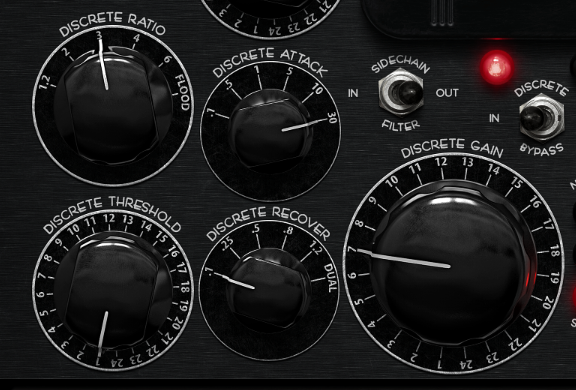 DISCRETE RATIO
1.2 2 3 4 6 FLOOD
DISCRETE ATTACK
.1 .5 1 5 10 30
SIDECHAIN
IN OUT
FILTER
DISCRETE
IN
BYPASS
DISCRETE THRESHOLD
1 2 3 4 5 6 7 8 9 10 11 12 13 14 15 16 17 18 19 20 21 22 23 24
DISCRETE RECOVER
.1 .25 .5 .8 1.2 DUAL
DISCRETE GAIN
1 2 3 4 5 6 7 8 9 10 11 12 13 14 15 16 17 18 19 20 21 22 23 24